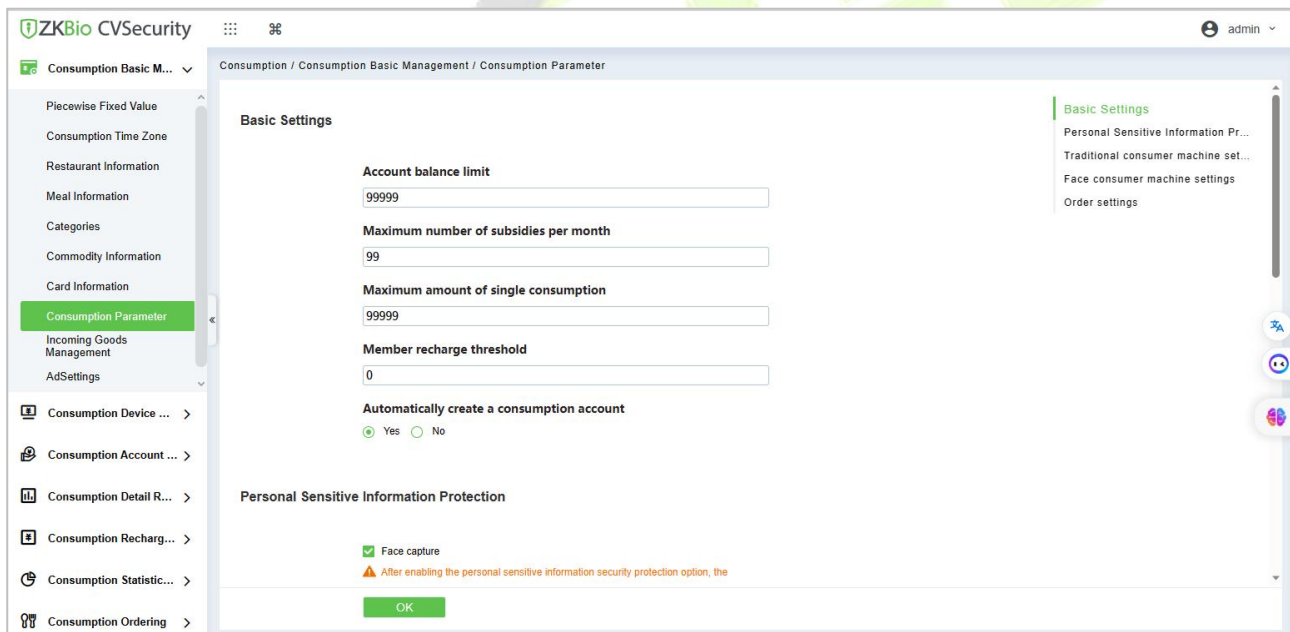 ZKBio CVSecurity
admin
Consumption Basic M...
Piecewise Fixed Value
Consumption Time Zone
Restaurant Information
Meal Information
Categories
Commodity Information
Card Information
Consumption Parameter
Incoming Goods
Management
AdSettings
Consumption Device ...
Consumption Account ...
Consumption Detail R...
Consumption Recharg...
Consumption Statistic...
Consumption Ordering
Consumption / Consumption Basic Management / Consumption Parameter
Basic Settings
Account balance limit
99999
Maximum number of subsidies per month
99
Maximum amount of single consumption
99999
Member recharge threshold
0
Automatically create a consumption account
Yes No
Personal Sensitive Information Protection
Face capture
After enabling the personal sensitive information security protection option, the
OK
Basic Settings
Personal Sensitive Information Pr...
Traditional consumer machine set...
Face consumer machine settings
Order settings